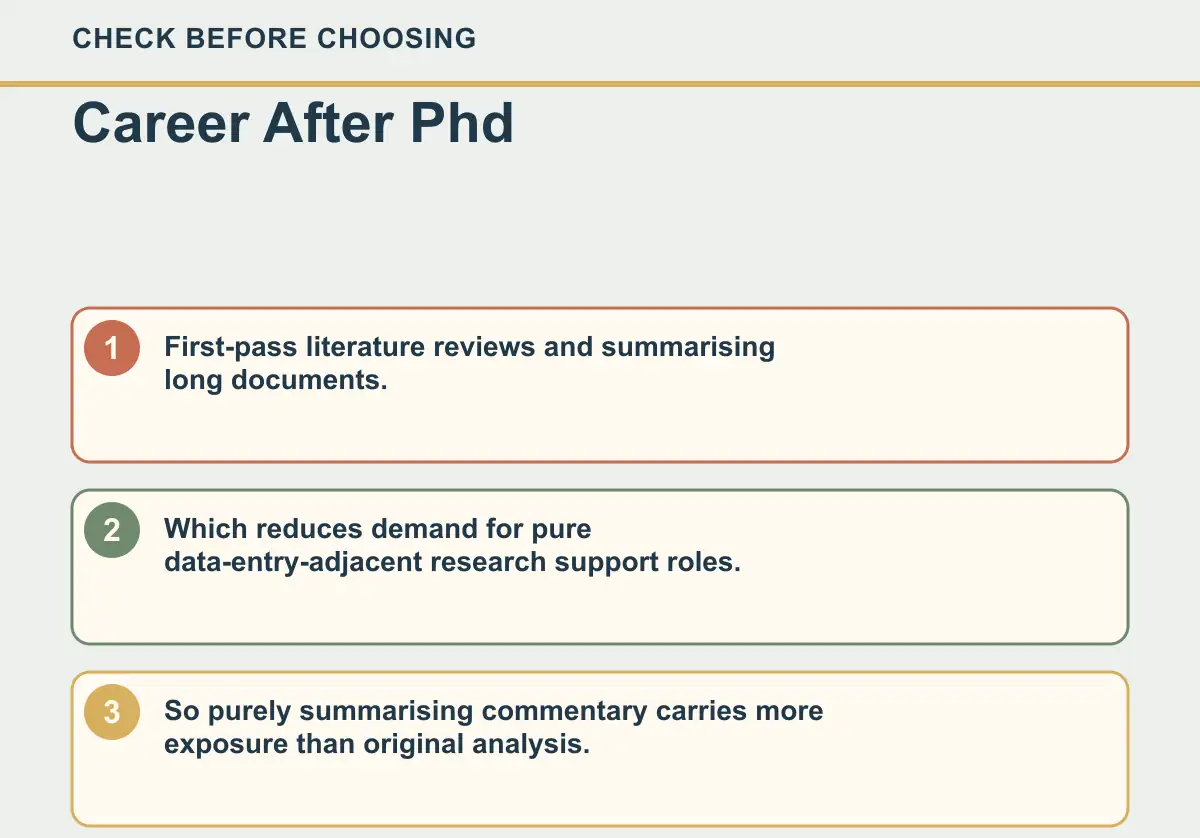 CHECK BEFORE CHOOSING
Career After Phd
1
First-pass literature reviews and summarising
long documents.
2
Which reduces demand for pure
data-entry-adjacent research support roles.
3
So purely summarising commentary carries more
exposure than original analysis.